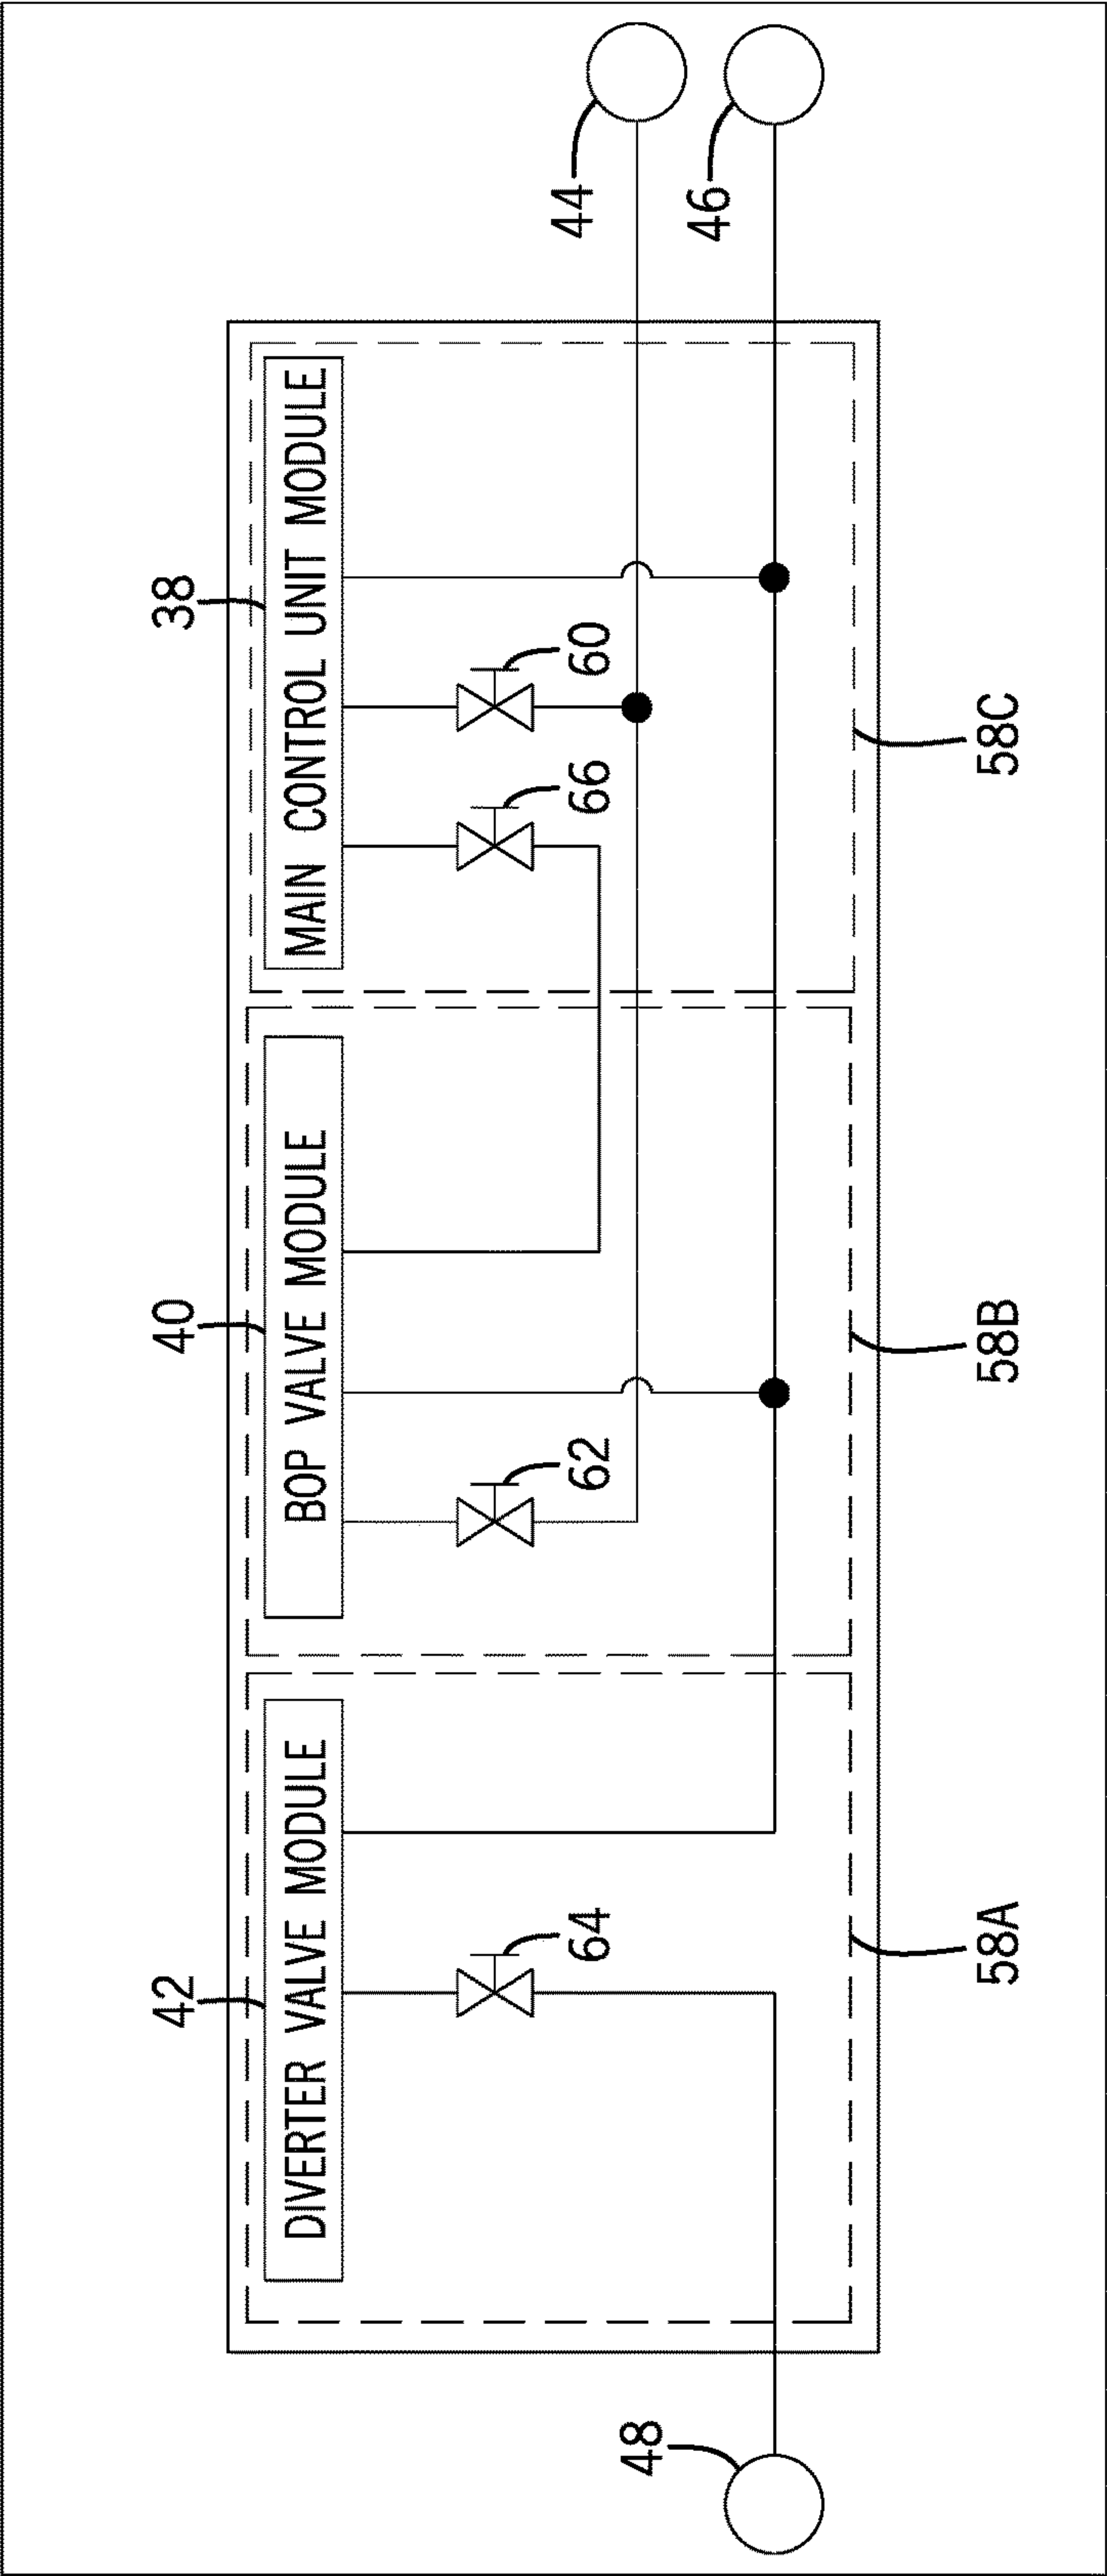 42
40
38
DIVERTER VALVE MODULE
BOP VALVE MODULE
MAIN CONTROL UNIT MODULE
44
46
48
64
62
66
60
58A
58B
58C